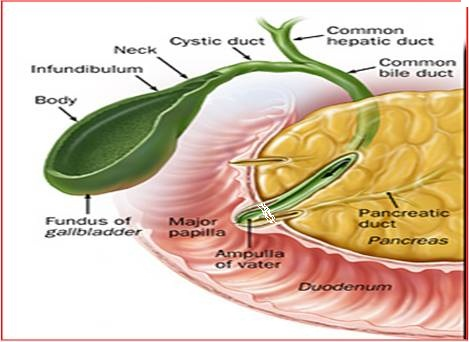 Common
hepatic duct
Cystic duct
Neck
Common
bile duct
Infundibulum
Body
Fundus of
gallbladder
Major
papilla
Pancreatic
duct
Pancreas
Ampulla
of vater
Duodenum